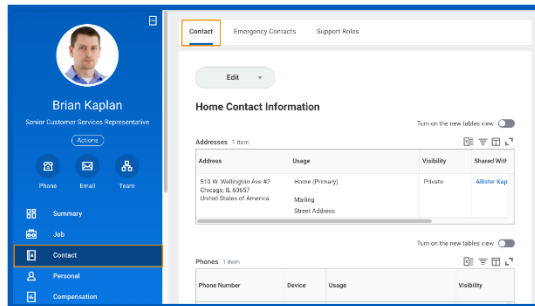 Brian Kaplan
Senior Customer Services Representative
Actions
Phone Email Team
Summary
Job
Contact
Personal
Compensation
Contact Emergency Contacts Support Roles
Edit
Home Contact Information
Turn on the new tables view
Addresses 1 item
Address Usage Visibility Shared With
510 W. Wellington Ave #2 Home (Primary) Private Allister Kap
Chicago, IL 60657
United States of America Mailing
Street Address
Turn on the new tables view
Phones 1 item
Phone Number Device Usage Visibility